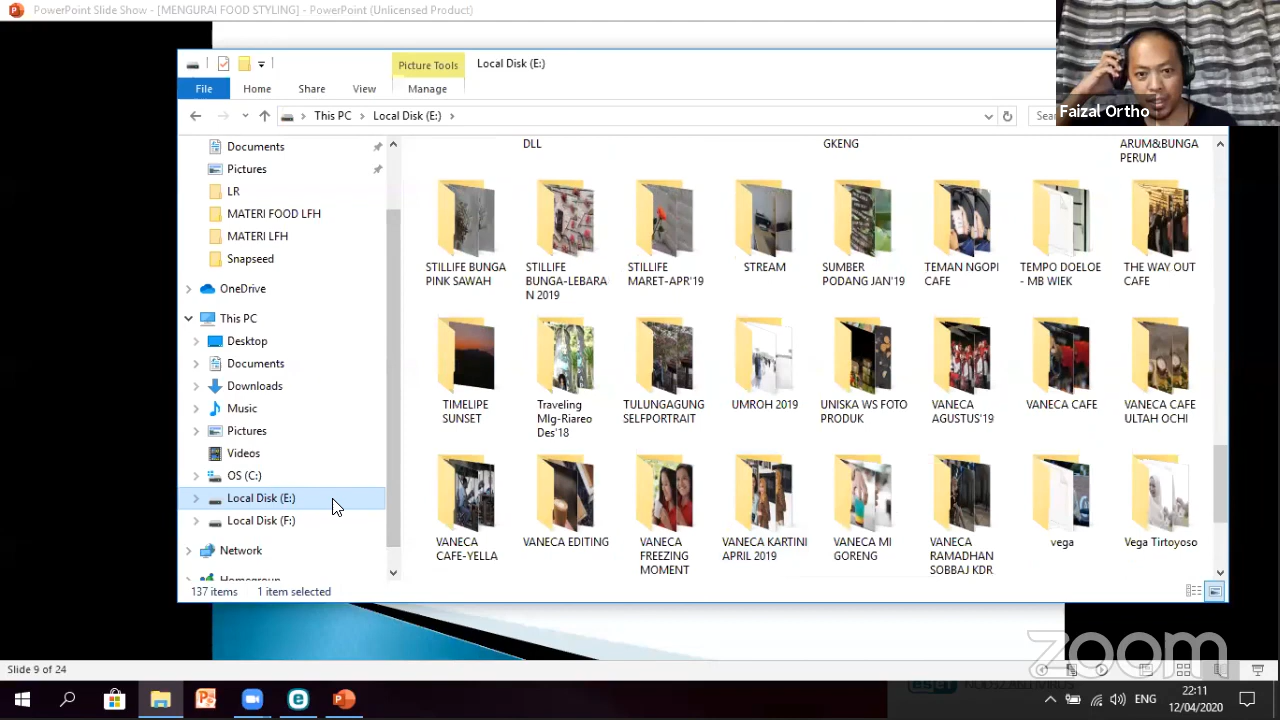 PowerPoint Slide Show - [MENGURAI FOOD STYLING] - PowerPoint (Unlicensed Product)
Picture Tools
Local Disk (E:)
File
Home
Share
View
Manage
This PC
Local Disk (E:)
Faizal Ortho
Documents
Pictures
LR
MATERI FOOD LFH
MATERI LFH
Snapseed
OneDrive
This PC
Desktop
Documents
Downloads
Music
Pictures
Videos
OS (C:)
Local Disk (E:)
Local Disk (F:)
Network
Homegroup
DLL
GKENG
ARUM&BUNGA
PERUM
STILLIFE BUNGA
PINK SAWAH
STILLIFE
BUNGA-LEBARA
N 2019
STILLIFE
MARET-APR'19
STREAM
SUMBER
PODANG JAN'19
TEMAN NGOPI
CAFE
TEMPO DOELOE
- MB WIEK
THE WAY OUT
CAFE
TIMELIPE
SUNSET
Traveling
Mlg-Riareo
Des'18
TULUNGAGUNG
SELFPORTRAIT
UMROH 2019
UNISKA WS FOTO
PRODUK
VANECA
AGUSTUS'19
VANECA CAFE
VANECA CAFE
ULTAH OCHI
VANECA
CAFE-YELLA
VANECA EDITING
VANECA
FREEZING
MOMENT
VANECA KARTINI
APRIL 2019
VANECA MI
GORENG
VANECA
RAMADHAN
SOBBAJ KDR
vega
Vega Tirtoyoso
137 items
1 item selected
zoom
Slide 9 of 24
ENG
22:11
12/04/2020